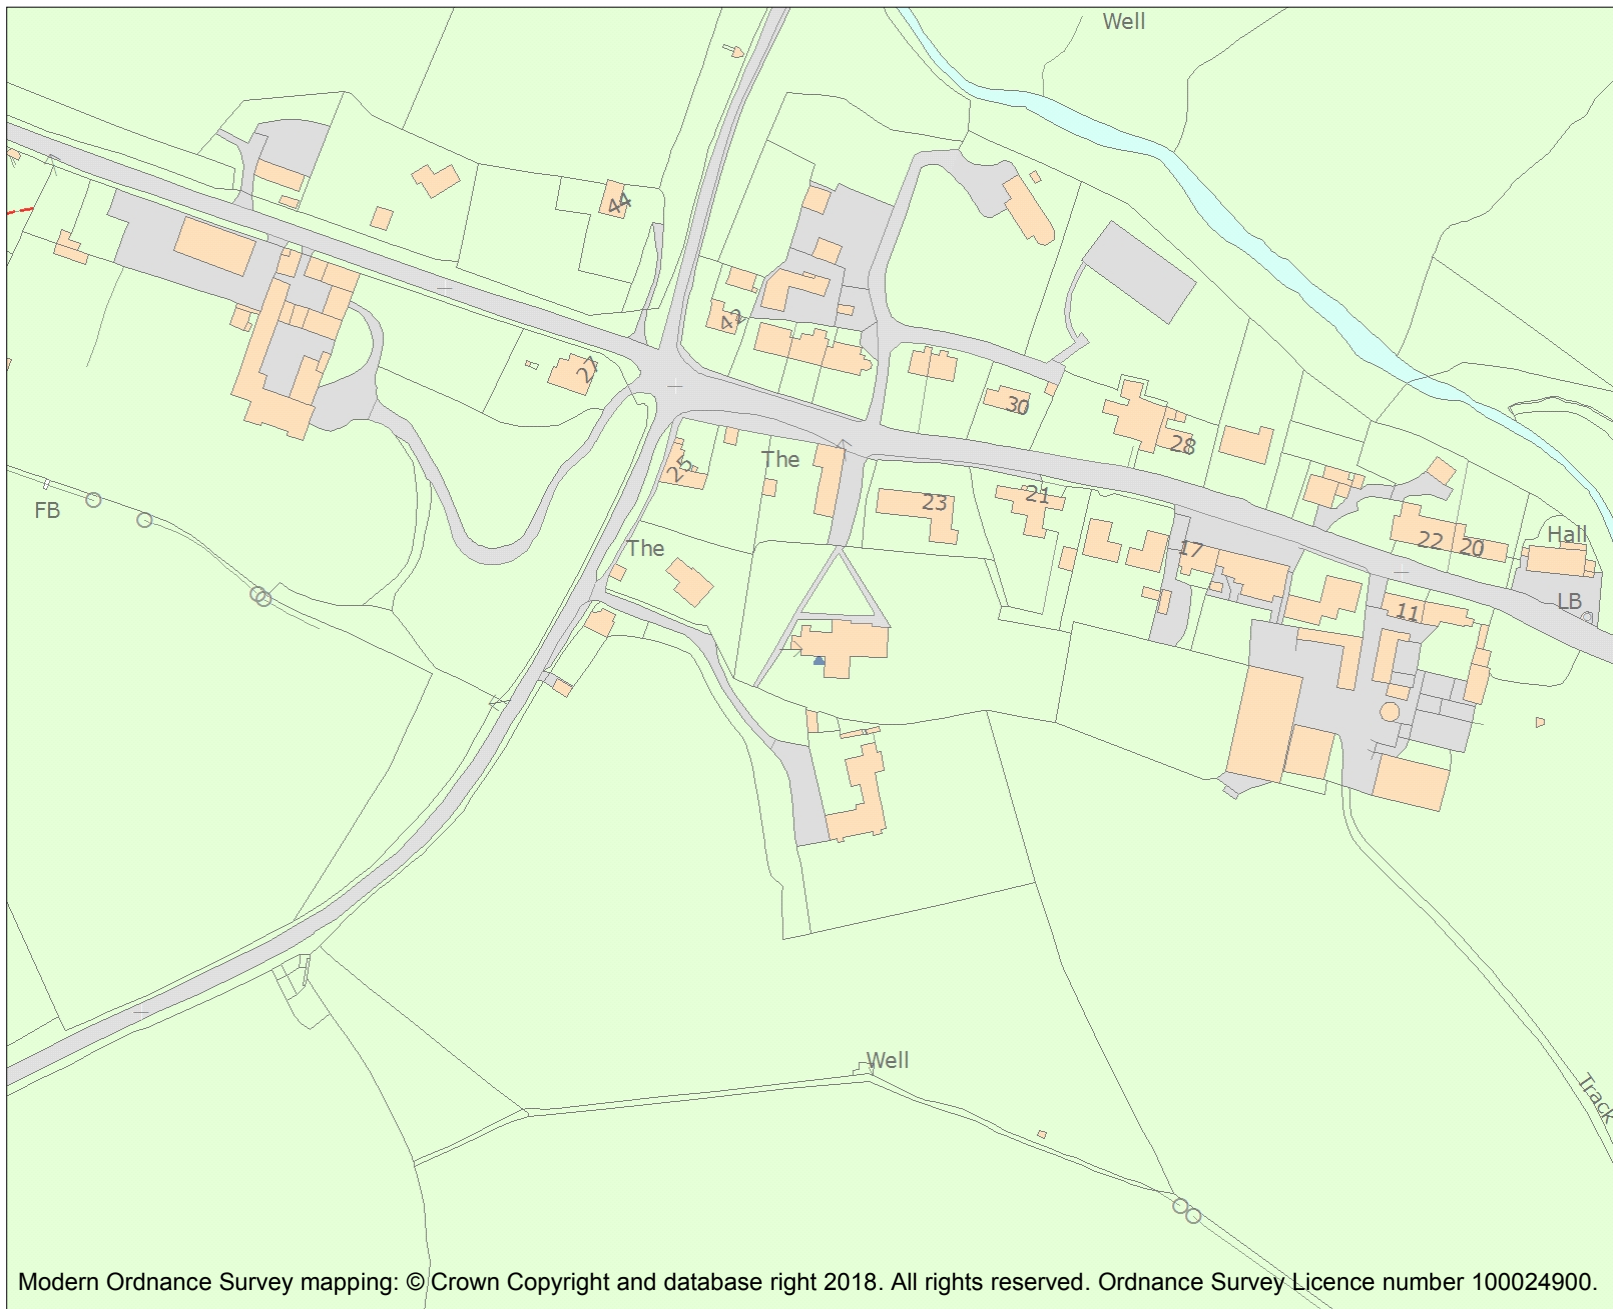 Well
44
42
27
30
28
The
25
23
21
FB
The
17
22
20
Hall
LB
11
Well
Track
Modern Ordnance Survey mapping: © Crown Copyright and database right 2018. All rights reserved. Ordnance Survey Licence number 100024900.